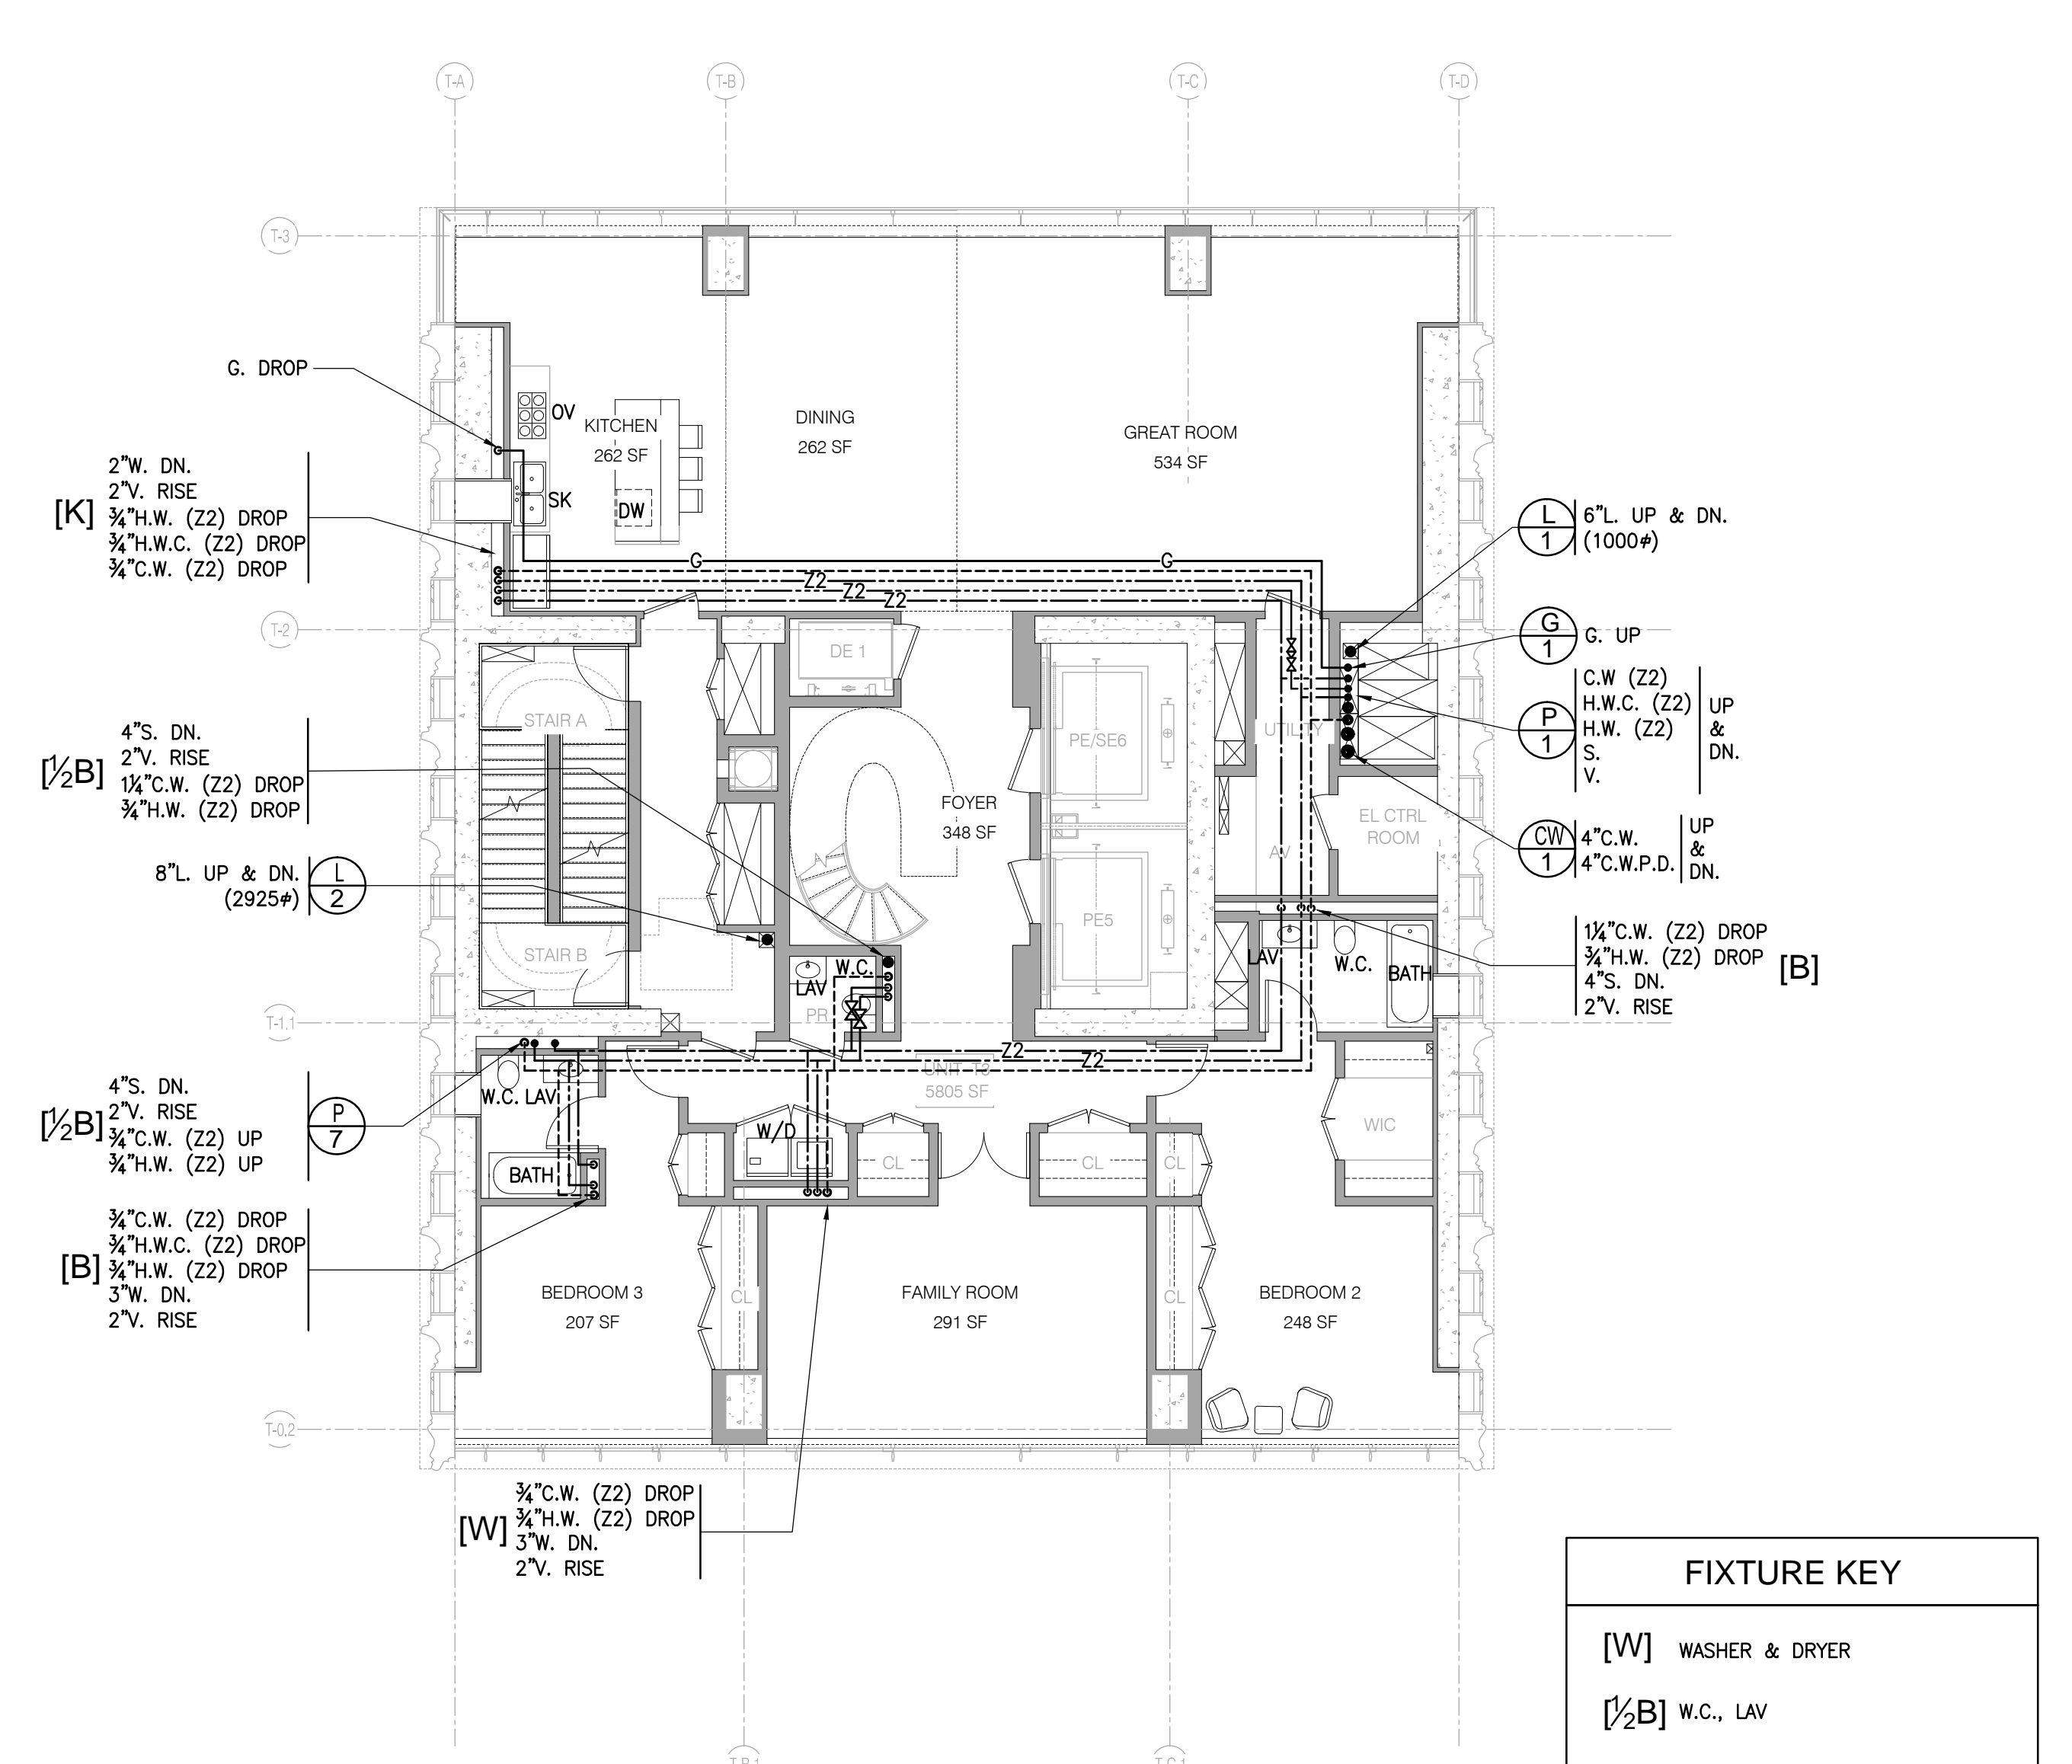 T-A
T-B
T-C
T-D
T-3
G. DROP
OV
KITCHEN
262 SF
DINING
262 SF
GREAT ROOM
534 SF
[K]
2"W. DN.
2"V. RISE
¾"H.W. (Z2) DROP
¾"H.W.C. (Z2) DROP
¾"C.W. (Z2) DROP
SK
DW
L
1
6"L. UP & DN.
(1000#)
G
G
Z2
Z2
Z2
T-2
G
1
G. UP
DE 1
STAIR A
PE/SE6
UTILITY
P
1
C.W (Z2)
H.W.C. (Z2)
H.W. (Z2)
S.
V.
UP
&
DN.
[½B]
4"S. DN.
2"V. RISE
1¼"C.W. (Z2) DROP
¾"H.W. (Z2) DROP
FOYER
348 SF
EL CTRL
ROOM
AV
CW
1
4"C.W.
4"C.W.P.D.
UP
&
DN.
8"L. UP & DN.
(2925#)
L
2
PE5
STAIR B
W.C.
LAV
PR
LAV
W.C.
BATH
1¼"C.W. (Z2) DROP
¾"H.W. (Z2) DROP
4"S. DN.
2"V. RISE
[B]
T-1.1
Z2
Z2
UNIT T3
5805 SF
[½B]
4"S. DN.
2"V. RISE
¾"C.W. (Z2) UP
¾"H.W. (Z2) UP
P
7
W.C.
LAV
W/D
WIC
BATH
CL
CL
CL
[B]
¾"C.W. (Z2) DROP
¾"H.W.C. (Z2) DROP
¾"H.W. (Z2) DROP
3"W. DN.
2"V. RISE
BEDROOM 3
207 SF
CL
FAMILY ROOM
291 SF
CL
BEDROOM 2
248 SF
T-0.2
[W]
¾"C.W. (Z2) DROP
¾"H.W. (Z2) DROP
3"W. DN.
2"V. RISE
FIXTURE KEY
[W] WASHER & DRYER
[½B] W.C., LAV
T-B.1
T-C.1